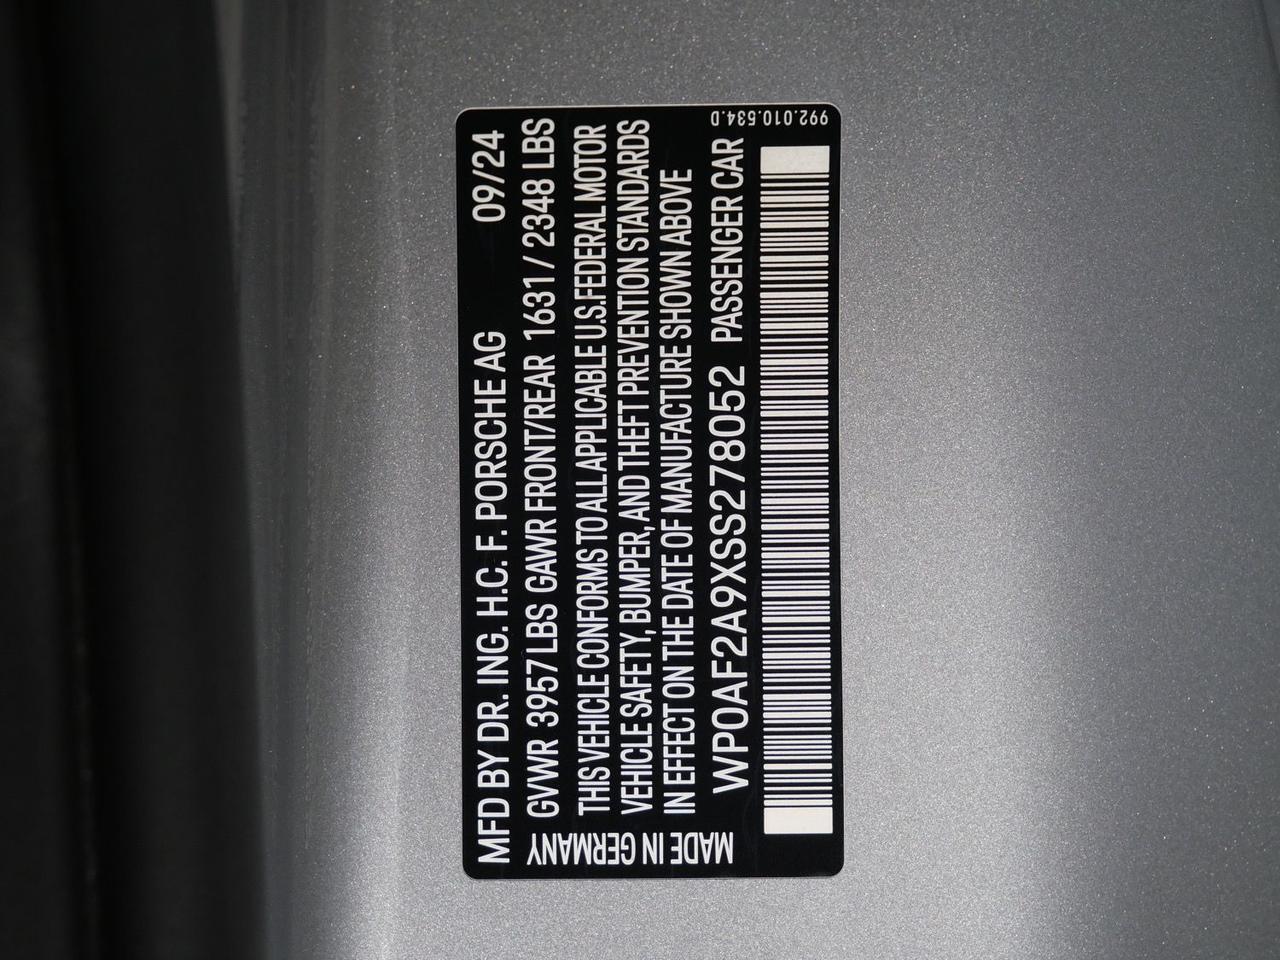 MFD BY DR. ING. H.C. F. PORSCHE AG 09/24
GVWR 3957 LBS GAWR FRONT/REAR 1631 / 2348 LBS
THIS VEHICLE CONFORMS TO ALL APPLICABLE U.S.FEDERAL MOTOR
VEHICLE SAFETY, BUMPER, AND THEFT PREVENTION STANDARDS
IN EFFECT ON THE DATE OF MANUFACTURE SHOWN ABOVE
WP0AF2A9XSS278052 PASSENGER CAR
MADE IN GERMANY
992.010.534.D